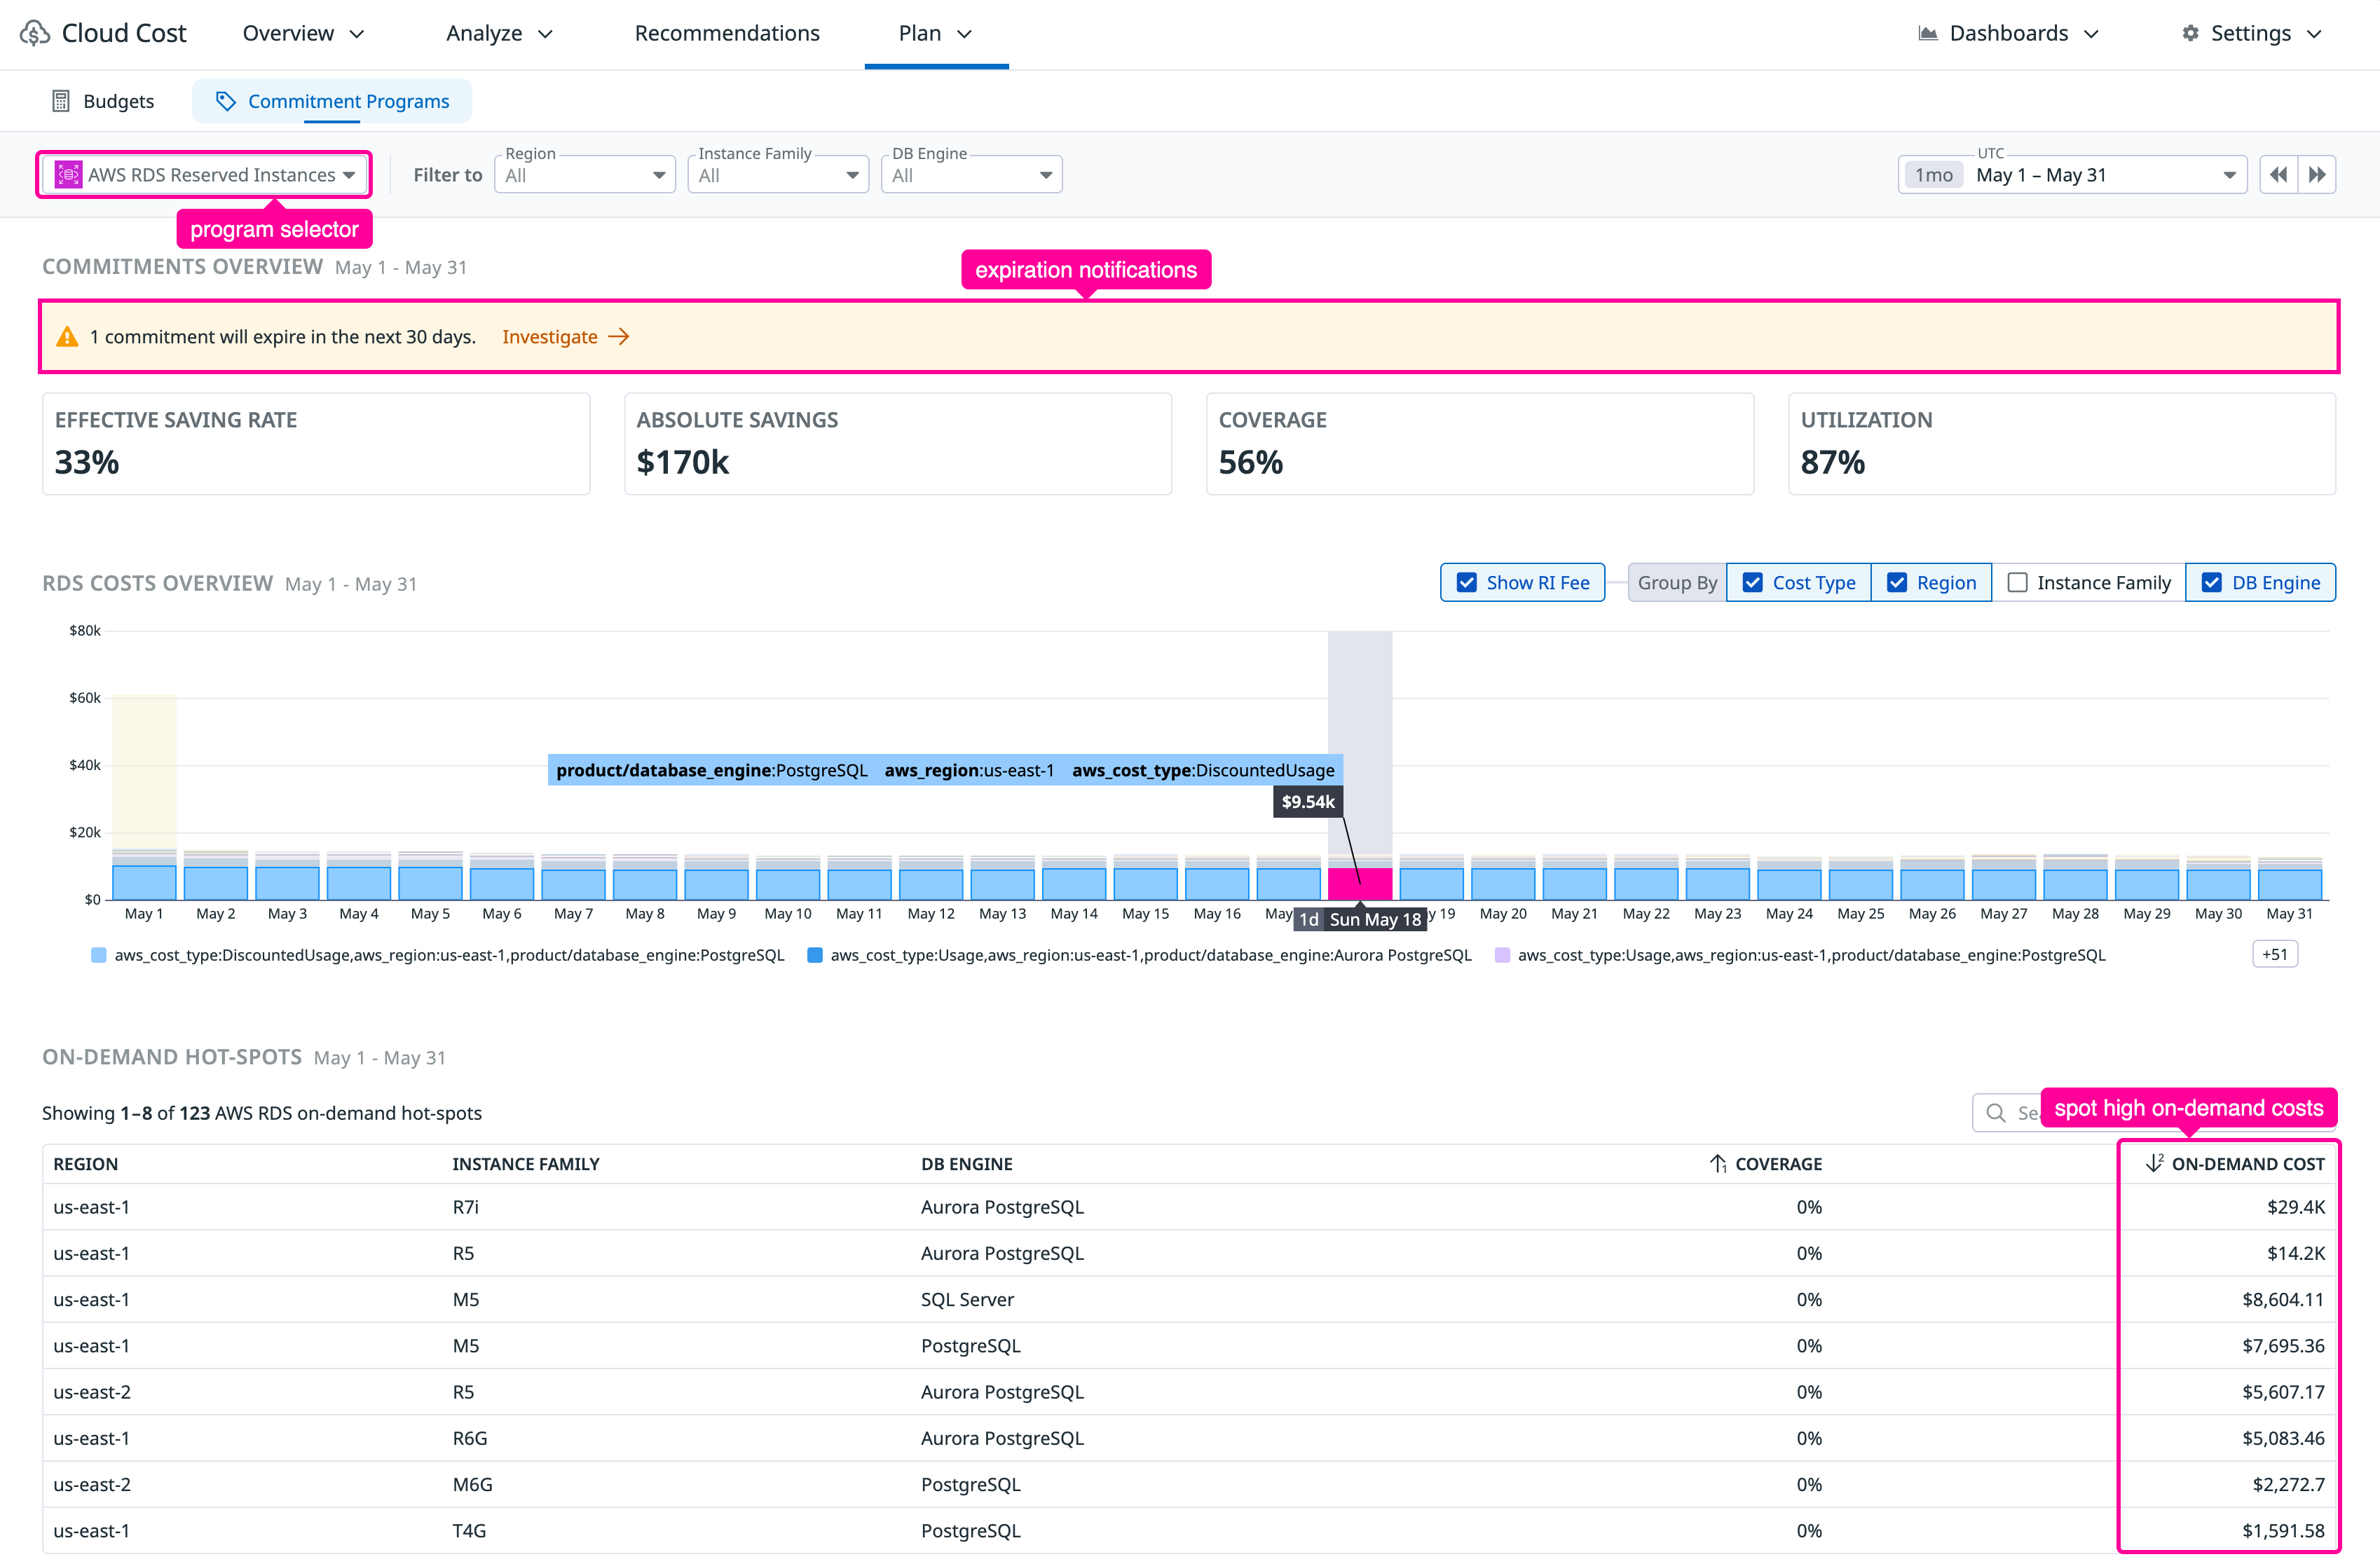 Cloud Cost Overview Analyze Recommendations Plan Dashboards Settings
Budgets Commitment Programs
AWS RDS Reserved Instances Filter to Region All Instance Family All DB Engine All UTC 1mo May 1 – May 31
program selector
COMMITMENTS OVERVIEW May 1 - May 31
expiration notifications
1 commitment will expire in the next 30 days. Investigate →
EFFECTIVE SAVING RATE ABSOLUTE SAVINGS COVERAGE UTILIZATION
33% $170k 56% 87%
RDS COSTS OVERVIEW May 1 - May 31 Show RI Fee Group By Cost Type Region Instance Family DB Engine
$80k
$60k
$40k
product/database_engine:PostgreSQL aws_region:us-east-1 aws_cost_type:DiscountedUsage
$9.54k
$20k
$0
May 1 May 2 May 3 May 4 May 5 May 6 May 7 May 8 May 9 May 10 May 11 May 12 May 13 May 14 May 15 May 16 May 1d Sun May 18 y 19 May 20 May 21 May 22 May 23 May 24 May 25 May 26 May 27 May 28 May 29 May 30 May 31
aws_cost_type:DiscountedUsage,aws_region:us-east-1,product/database_engine:PostgreSQL aws_cost_type:Usage,aws_region:us-east-1,product/database_engine:Aurora PostgreSQL aws_cost_type:Usage,aws_region:us-east-1,product/database_engine:PostgreSQL +51
ON-DEMAND HOT-SPOTS May 1 - May 31
Showing 1–8 of 123 AWS RDS on-demand hot-spots spot high on-demand costs
REGION INSTANCE FAMILY DB ENGINE ↑1 COVERAGE ↓2 ON-DEMAND COST
us-east-1 R7i Aurora PostgreSQL 0% $29.4K
us-east-1 R5 Aurora PostgreSQL 0% $14.2K
us-east-1 M5 SQL Server 0% $8,604.11
us-east-1 M5 PostgreSQL 0% $7,695.36
us-east-2 R5 Aurora PostgreSQL 0% $5,607.17
us-east-1 R6G Aurora PostgreSQL 0% $5,083.46
us-east-2 M6G PostgreSQL 0% $2,272.7
us-east-1 T4G PostgreSQL 0% $1,591.58